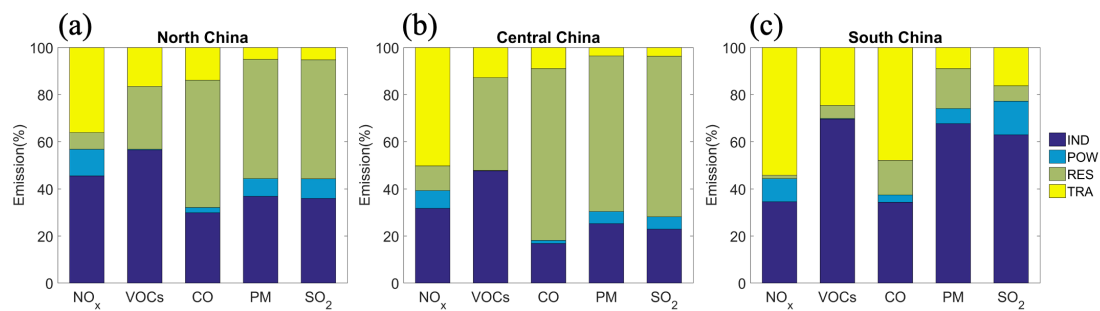 (a)
North China
Emission(%)
100
80
60
40
20
0
NOx VOCs CO PM SO2
(b)
Central China
Emission(%)
100
80
60
40
20
0
NOx VOCs CO PM SO2
(c)
South China
Emission(%)
100
80
60
40
20
0
NOx VOCs CO PM SO2
IND
POW
RES
TRA